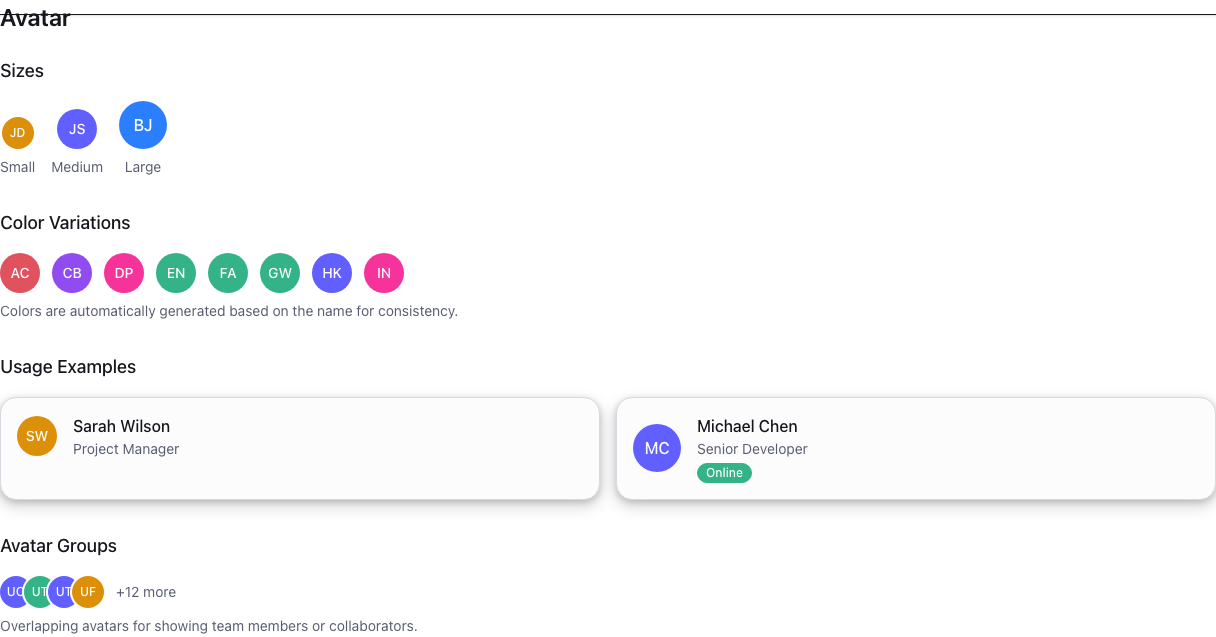 Avatar
Sizes
JD JS BJ
Small Medium Large
Color Variations
AC CB DP EN FA GW HK IN
Colors are automatically generated based on the name for consistency.
Usage Examples
SW
Sarah Wilson
Project Manager
MC
Michael Chen
Senior Developer
Online
Avatar Groups
UT UF +12 more
Overlapping avatars for showing team members or collaborators.